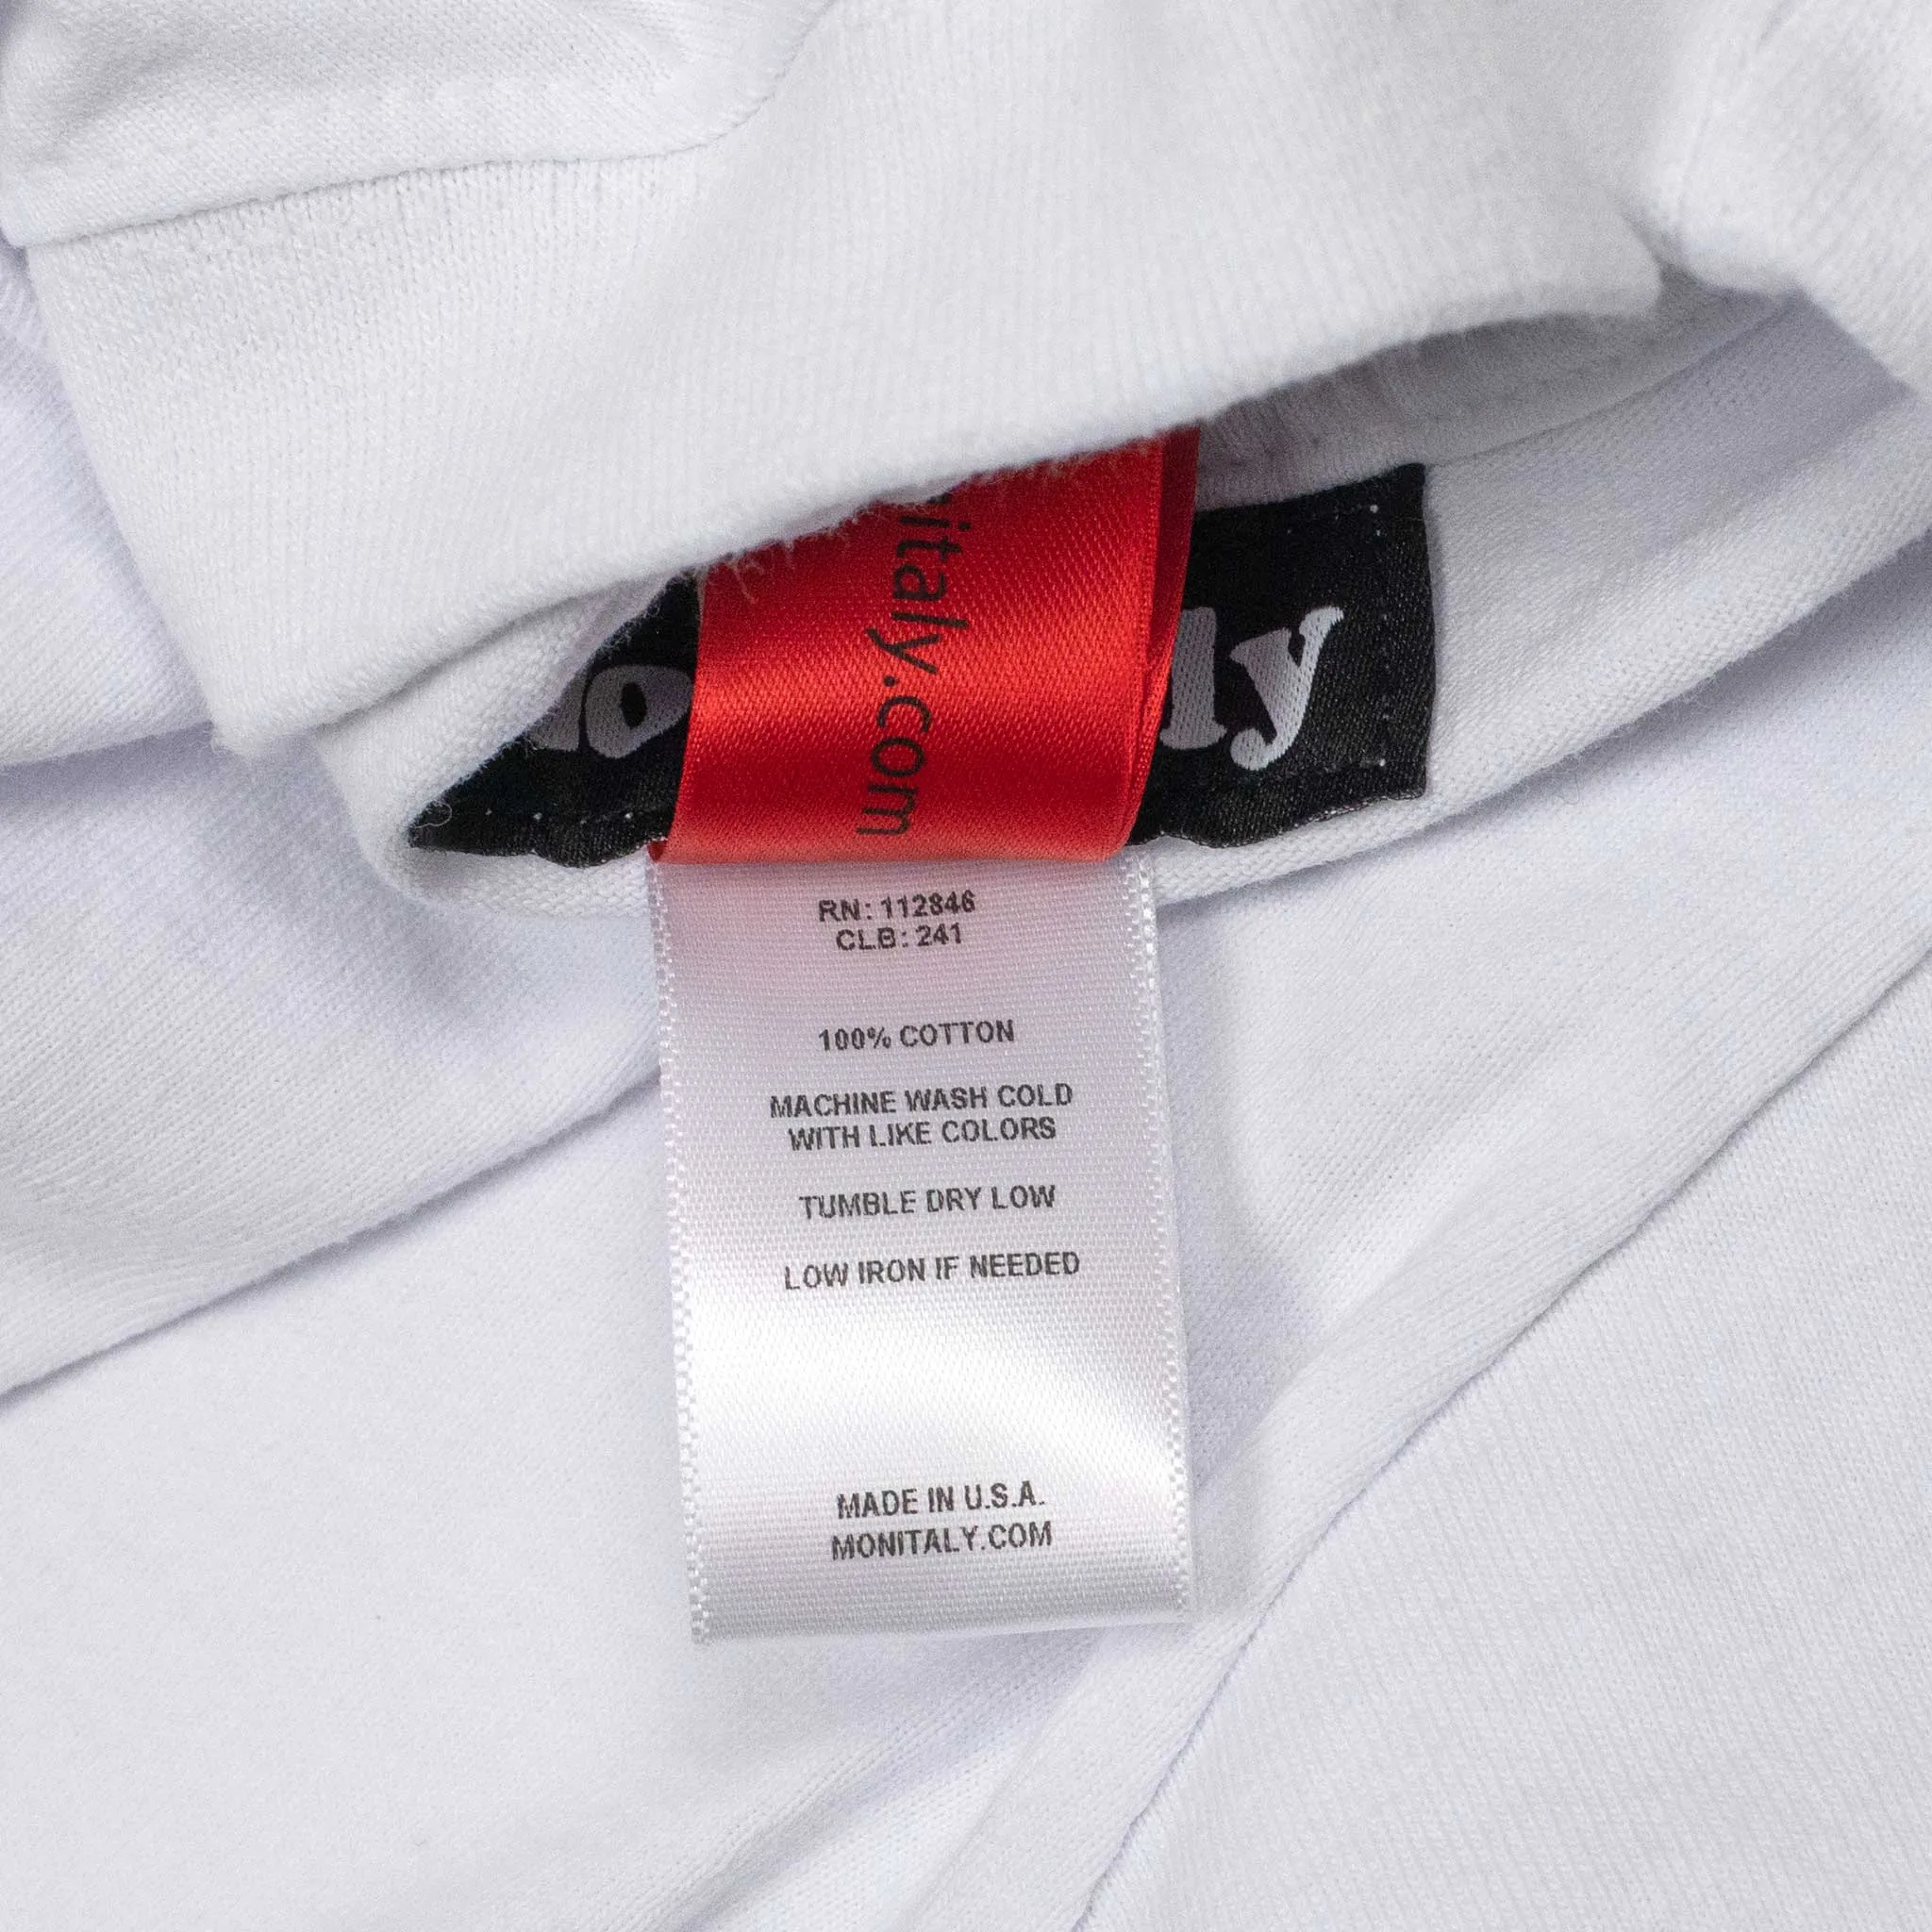 italy.com
ly
RN: 112846
CLB: 241
100% COTTON
MACHINE WASH COLD
WITH LIKE COLORS
TUMBLE DRY LOW
LOW IRON IF NEEDED
MADE IN U.S.A.
MONITALY.COM